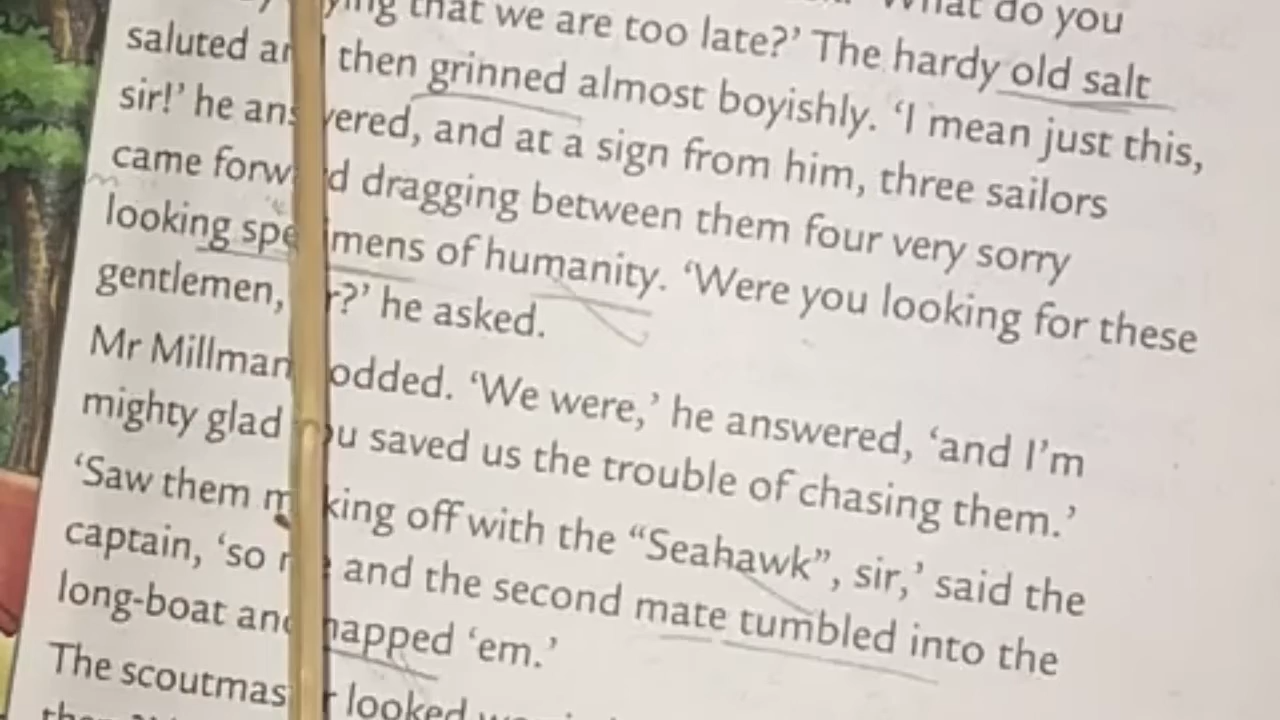 that we are too late?’ The hardy old salt What do you
saluted and then grinned almost boyishly. ‘I mean just this,
sir!’ he answered, and at a sign from him, three sailors
came forward dragging between them four very sorry
looking specimens of humanity. ‘Were you looking for these
gentlemen, sir?’ he asked.
Mr Millman nodded. ‘We were,’ he answered, ‘and I’m
mighty glad you saved us the trouble of chasing them.’
‘Saw them making off with the “Seahawk”, sir,’ said the
captain, ‘so me and the second mate tumbled into the
long-boat and napped ‘em.’
The scoutmaster looked